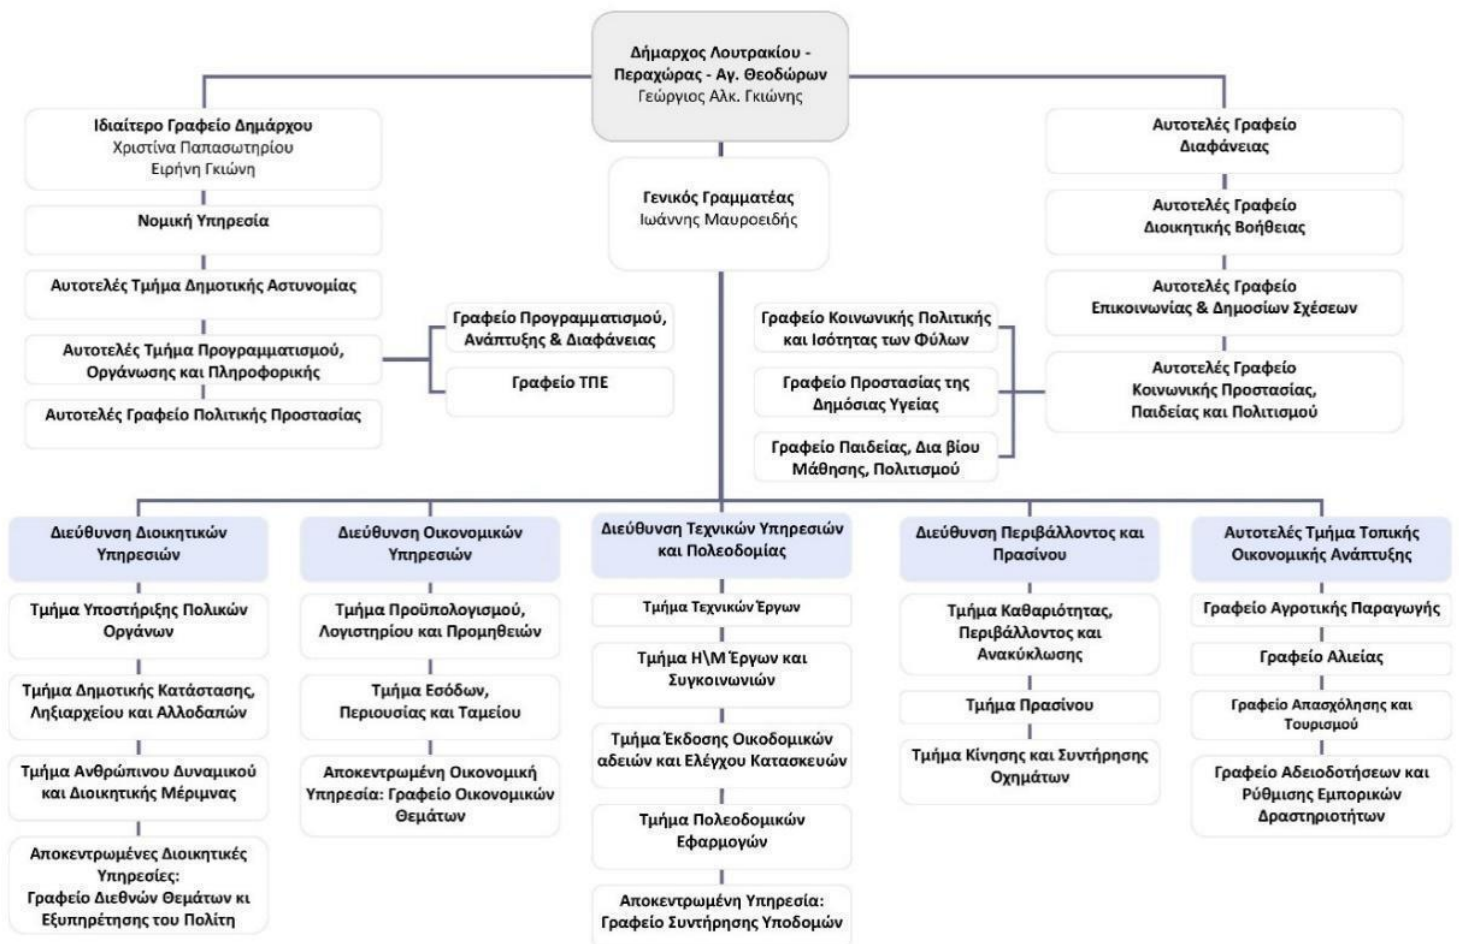 Δήμαρχος Λουτρακίου -
Περαχώρας - Αγ. Θεοδώρων
Γεώργιος Αλκ. Γκιώνης
Ιδιαίτερο Γραφείο Δημάρχου
Χριστίνα Παπασωτηρίου
Ειρήνη Γκιώνη
Νομική Υπηρεσία
Αυτοτελές Τμήμα Δημοτικής Αστυνομίας
Αυτοτελές Τμήμα Προγραμματισμού,
Οργάνωσης και Πληροφορικής
Αυτοτελές Γραφείο Πολιτικής Προστασίας
Γραφείο Προγραμματισμού,
Ανάπτυξης & Διαφάνειας
Γραφείο ΤΠΕ
Γενικός Γραμματέας
Ιωάννης Μαυροειδής
Αυτοτελές Γραφείο
Διαφάνειας
Αυτοτελές Γραφείο
Διοικητικής Βοήθειας
Αυτοτελές Γραφείο
Επικοινωνίας & Δημοσίων Σχέσεων
Αυτοτελές Γραφείο
Κοινωνικής Προστασίας,
Παιδείας και Πολιτισμού
Γραφείο Κοινωνικής Πολιτικής
και Ισότητας των Φύλων
Γραφείο Προστασίας της
Δημόσιας Υγείας
Γραφείο Παιδείας, Δια βίου
Μάθησης, Πολιτισμού
Διεύθυνση Διοικητικών
Υπηρεσιών
Τμήμα Υποστήριξης Πολικών
Οργάνων
Τμήμα Δημοτικής Κατάστασης,
Ληξιαρχείου και Αλλοδαπών
Τμήμα Ανθρώπινου Δυναμικού
και Διοικητικής Μέριμνας
Αποκεντρωμένες Διοικητικές
Υπηρεσίες:
Γραφείο Διεθνών Θεμάτων κι
Εξυπηρέτησης του Πολίτη
Διεύθυνση Οικονομικών
Υπηρεσιών
Τμήμα Προϋπολογισμού,
Λογιστηρίου και Προμηθειών
Τμήμα Εσόδων,
Περιουσίας και Ταμείου
Αποκεντρωμένη Οικονομική
Υπηρεσία: Γραφείο Οικονομικών
Θεμάτων
Διεύθυνση Τεχνικών Υπηρεσιών
και Πολεοδομίας
Τμήμα Τεχνικών Έργων
Τμήμα Η\Μ Έργων και
Συγκοινωνιών
Τμήμα Έκδοσης Οικοδομικών
αδειών και Ελέγχου Κατασκευών
Τμήμα Πολεοδομικών
Εφαρμογών
Αποκεντρωμένη Υπηρεσία:
Γραφείο Συντήρησης Υποδομών
Διεύθυνση Περιβάλλοντος και
Πρασίνου
Τμήμα Καθαριότητας,
Περιβάλλοντος και
Ανακύκλωσης
Τμήμα Πρασίνου
Τμήμα Κίνησης και Συντήρησης
Οχημάτων
Αυτοτελές Τμήμα Τοπικής
Οικονομικής Ανάπτυξης
Γραφείο Αγροτικής Παραγωγής
Γραφείο Αλιείας
Γραφείο Απασχόλησης και
Τουρισμού
Γραφείο Αδειοδοτήσεων και
Ρύθμισης Εμπορικών
Δραστηριοτήτων